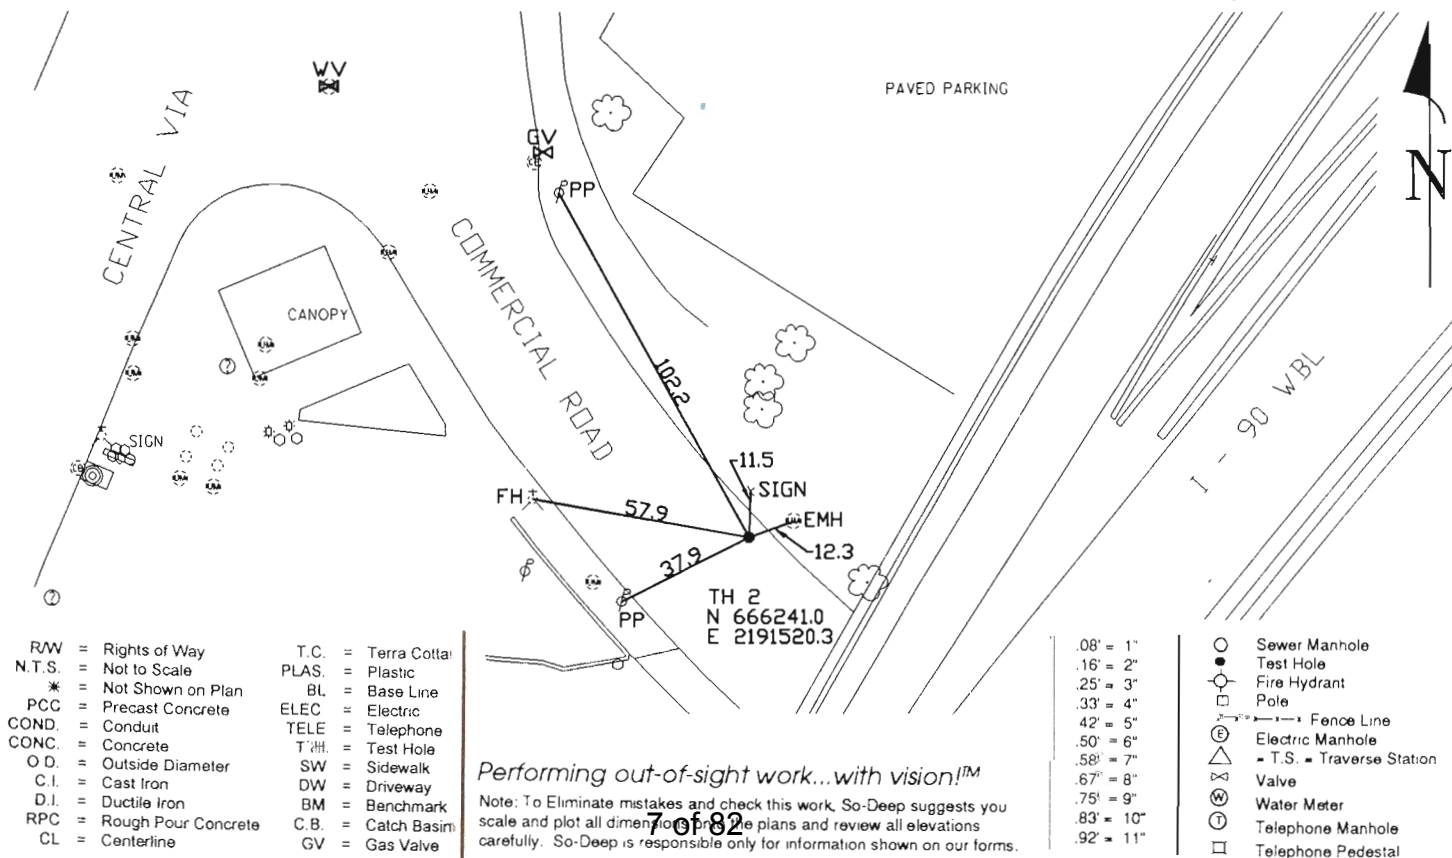 WV
PAVED PARKING
CENTRAL VIA
GV
N
PP
COMMERCIAL ROAD
CANOPY
?
102.2
I - 90 WBL
SIGN
11.5
SIGN
FH
57.9
EMH
12.3
37.9
?
PP
TH 2
N 666241.0
E 2191520.3
R/W = Rights of Way
N.T.S. = Not to Scale
* = Not Shown on Plan
PCC = Precast Concrete
COND. = Conduit
CONC. = Concrete
O.D. = Outside Diameter
C.I. = Cast Iron
D.I. = Ductile Iron
RPC = Rough Pour Concrete
CL = Centerline
T.C. = Terra Cotta
PLAS. = Plastic
BL = Base Line
ELEC = Electric
TELE = Telephone
T.H. = Test Hole
SW = Sidewalk
DW = Driveway
BM = Benchmark
C.B. = Catch Basin
GV = Gas Valve
Performing out-of-sight work...with vision!™
Note: To Eliminate mistakes and check this work, So-Deep suggests you
scale and plot all dimensions onto the plans and review all elevations
carefully. So-Deep is responsible only for information shown on our forms.
7 of 82
.08' = 1"
.16' = 2"
.25' = 3"
.33' = 4"
.42' = 5"
.50' = 6"
.58' = 7"
.67' = 8"
.75' = 9"
.83' = 10"
.92' = 11"
Sewer Manhole
Test Hole
Fire Hydrant
Pole
Fence Line
E Electric Manhole
= T.S. = Traverse Station
Valve
W Water Meter
T Telephone Manhole
Telephone Pedestal